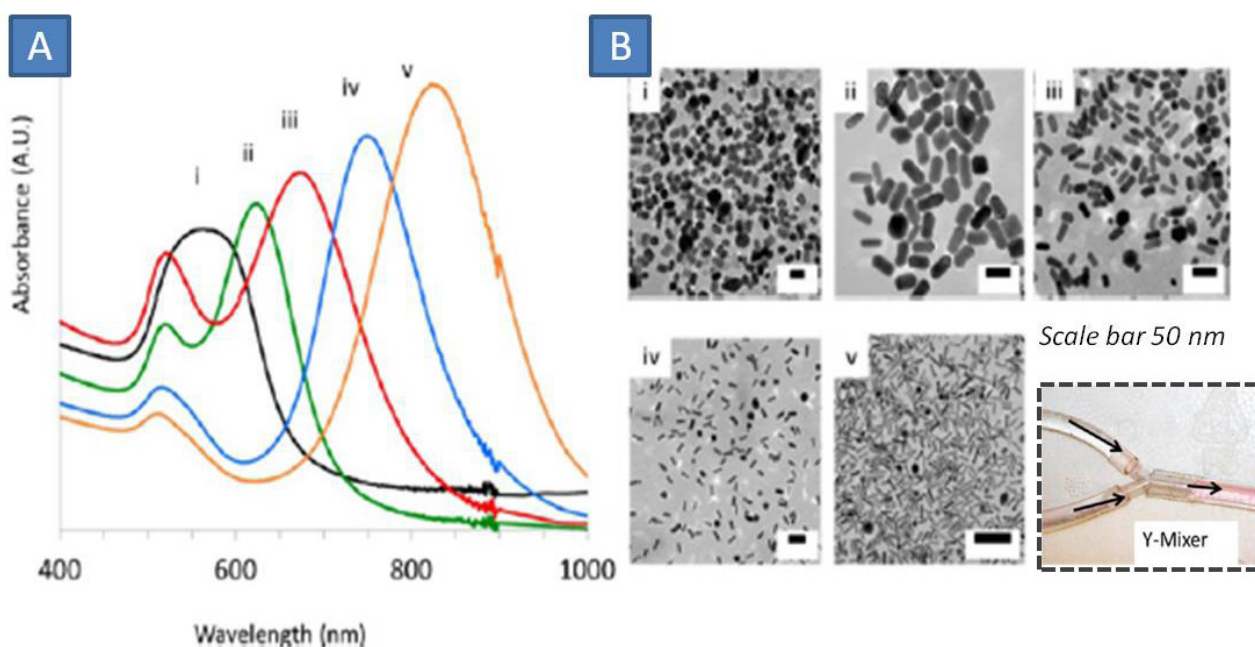 A
i
ii
iii
iv
v
Absorbance (A.U.)
400
600
800
1000
Wavelength (nm)
B
i
ii
iii
iv
v
Scale bar 50 nm
Y-Mixer